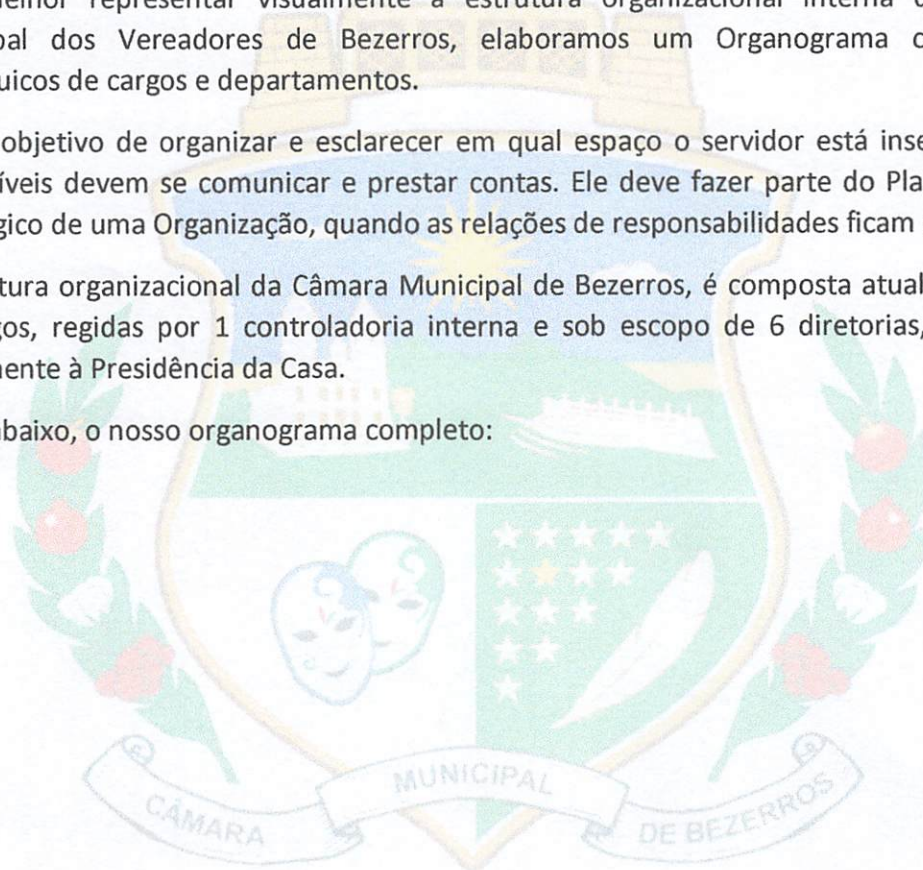 elhor representar visualmente a estrutura organizacional interna
pal dos Vereadores de Bezerros, elaboramos um Organograma c
uicos de cargos e departamentos.
objetivo de organizar e esclarecer em qual espaço o servidor está inse
íveis devem se comunicar e prestar contas. Ele deve fazer parte do Pla
gico de uma Organização, quando as relações de responsabilidades ficam
tura organizacional da Câmara Municipal de Bezerros, é composta atual
gos, regidas por 1 controladoria interna e sob escopo de 6 diretorias,
ente à Presidência da Casa.
abaixo, o nosso organograma completo:
CÂMARA MUNICIPAL DE BEZERROS